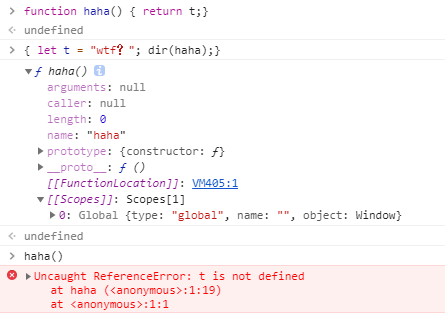 > function haha() { return t;}
< undefined
> { let t = "wtf❓"; dir(haha);}
▼ƒ haha() i
arguments: null
caller: null
length: 0
name: "haha"
▶prototype: {constructor: ƒ}
▶__proto__: ƒ ()
[[FunctionLocation]]: VM405:1
▼[[Scopes]]: Scopes[1]
▶0: Global {type: "global", name: "", object: Window}
< undefined
> haha()
▶Uncaught ReferenceError: t is not defined
at haha (<anonymous>:1:19)
at <anonymous>:1:1